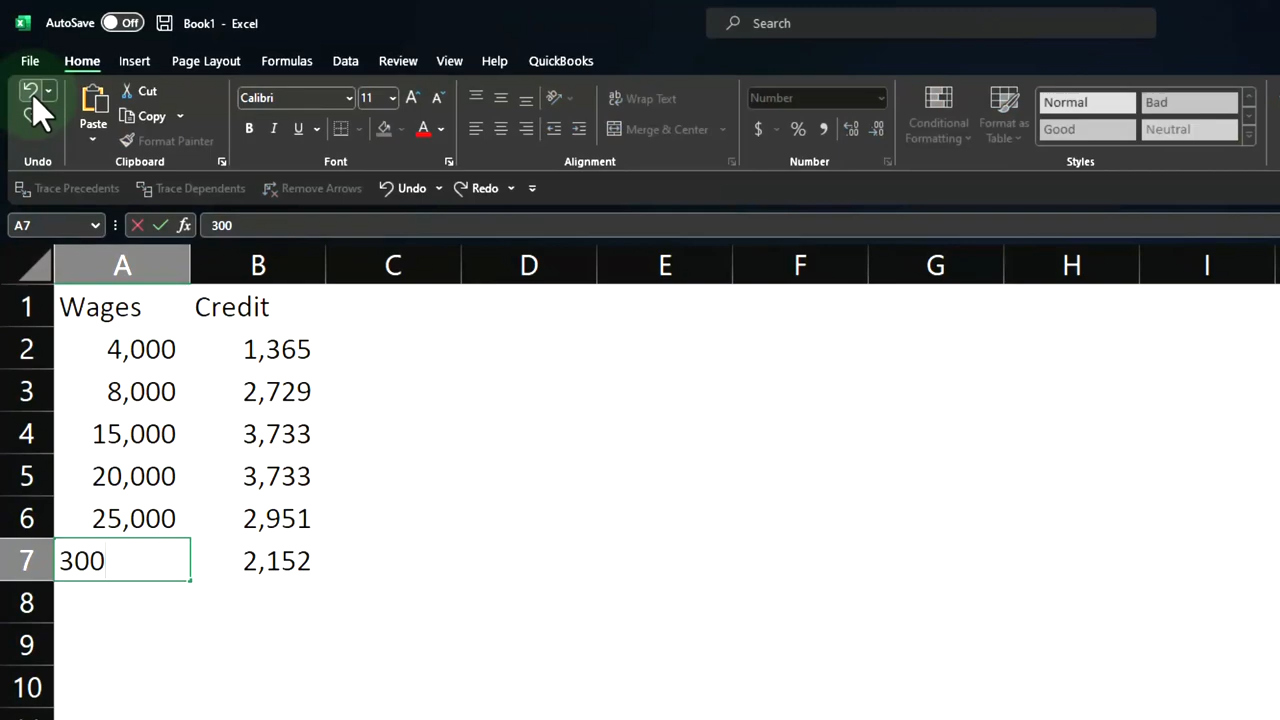 AutoSave Off Book1 - Excel Search
File Home Insert Page Layout Formulas Data Review View Help QuickBooks
Paste Cut Calibri 11 Wrap Text Number Conditional Formatting Format as Table Normal Bad
Copy B I U A Merge & Center $ % Good Neutral
Format Painter
Undo Clipboard Font Alignment Number Styles
Trace Precedents Trace Dependents Remove Arrows Undo Redo
A7 fx 300
A B C D E F G H I
1 Wages Credit
2 4,000 1,365
3 8,000 2,729
4 15,000 3,733
5 20,000 3,733
6 25,000 2,951
7 300 2,152
8
9
10